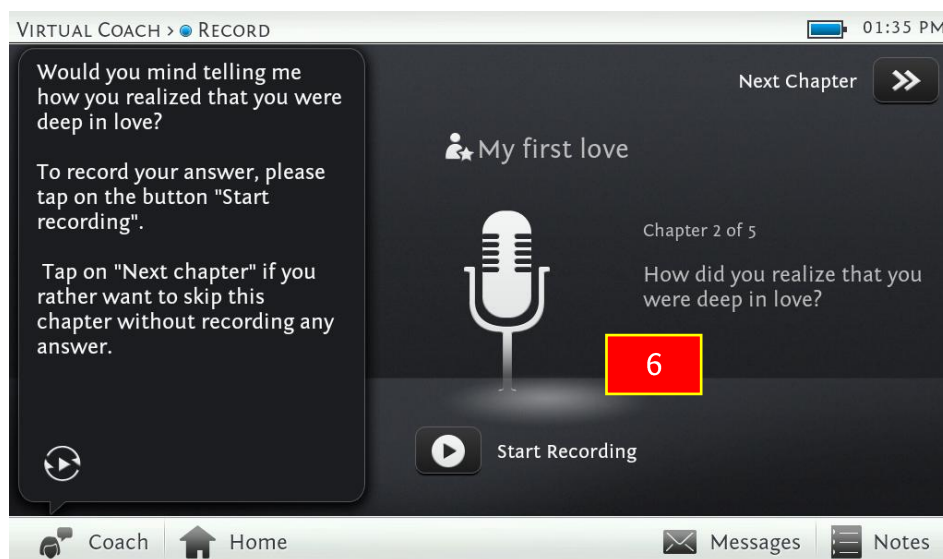 VIRTUAL COACH > RECORD
01:35 PM
Would you mind telling me
how you realized that you were
deep in love?
To record your answer, please
tap on the button "Start
recording".
Tap on "Next chapter" if you
rather want to skip this
chapter without recording any
answer.
Next Chapter
My first love
Chapter 2 of 5
How did you realize that you
were deep in love?
6
Start Recording
Coach
Home
Messages
Notes